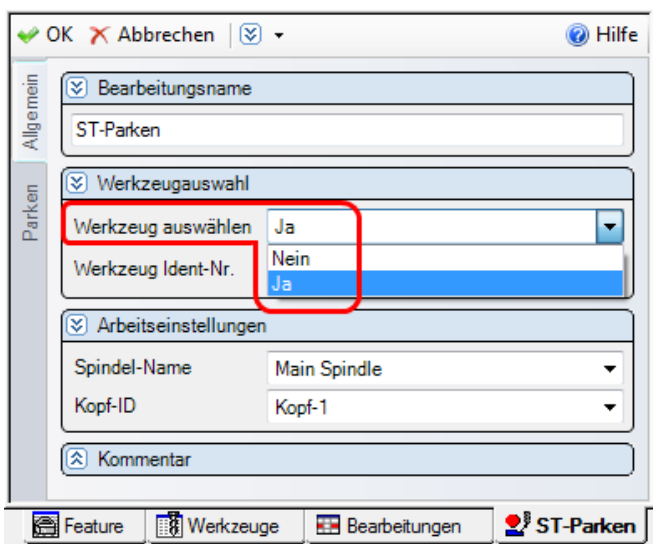 OK Abbrechen Hilfe
Allgemein
Parken
Bearbeitungsname
ST-Parken
Werkzeugauswahl
Werkzeug auswählen Ja
Nein
Werkzeug Ident-Nr.
Ja
Arbeitseinstellungen
Spindel-Name Main Spindle
Kopf-ID Kopf-1
Kommentar
Feature Werkzeuge Bearbeitungen ST-Parken